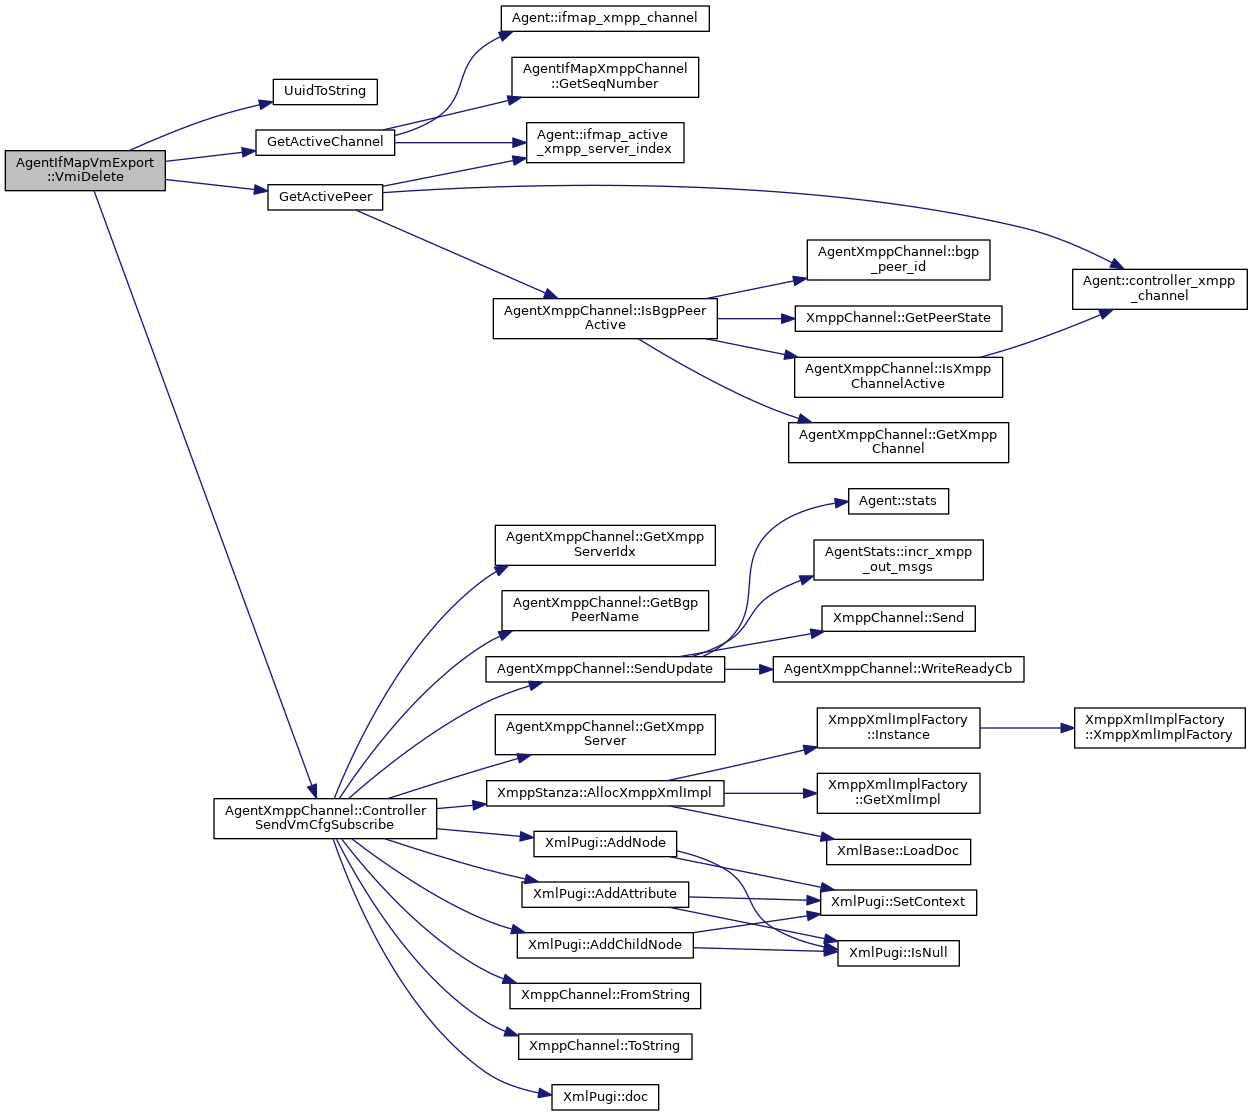 Agent::ifmap_xmpp_channel
AgentIfMapXmppChannel
::GetSeqNumber
UuidToString
Agent::ifmap_active
_xmpp_server_index
GetActiveChannel
AgentIfMapVmExport
::VmiDelete
GetActivePeer
AgentXmppChannel::bgp
_peer_id
Agent::controller_xmpp
_channel
AgentXmppChannel::IsBgpPeer
Active
XmppChannel::GetPeerState
AgentXmppChannel::IsXmpp
ChannelActive
AgentXmppChannel::GetXmpp
Channel
Agent::stats
AgentXmppChannel::GetXmpp
ServerIdx
AgentStats::incr_xmpp
_out_msgs
AgentXmppChannel::GetBgp
PeerName
XmppChannel::Send
AgentXmppChannel::SendUpdate
AgentXmppChannel::WriteReadyCb
AgentXmppChannel::GetXmpp
Server
XmppXmlImplFactory
::Instance
XmppXmlImplFactory
::XmppXmlImplFactory
XmppStanza::AllocXmppXmlImpl
XmppXmlImplFactory
::GetXmlImpl
AgentXmppChannel::Controller
SendVmCfgSubscribe
XmlPugi::AddNode
XmlBase::LoadDoc
XmlPugi::AddAttribute
XmlPugi::SetContext
XmlPugi::AddChildNode
XmlPugi::IsNull
XmppChannel::FromString
XmppChannel::ToString
XmlPugi::doc